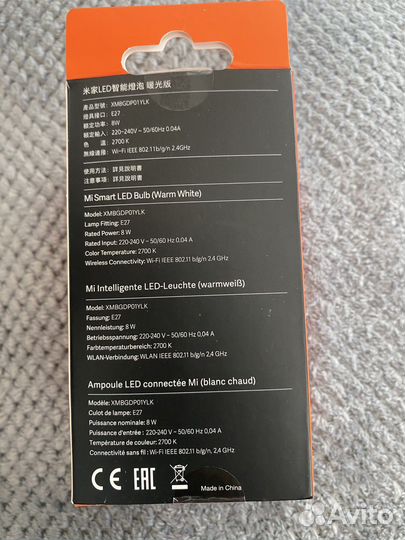 米家LED智能燈泡 暖光版
產品型號： XMBGDP01YLK
燈具接口： E27
額定功率： 8W
額定輸入： 220-240V ~ 50/60Hz 0.04A
色 溫： 2700 K
無線連接： Wi-Fi IEEE 802.11b/g/n 2.4GHz
使用方法： 詳見說明書
注意事項： 詳見說明書
Mi Smart LED Bulb (Warm White)
Model: XMBGDP01YLK
Lamp Fitting: E27
Rated Power: 8 W
Rated Input: 220-240 V ~ 50/60 Hz 0.04 A
Color Temperature: 2700 K
Wireless Connectivity: Wi-Fi IEEE 802.11 b/g/n 2.4 GHz
Mi Intelligente LED-Leuchte (warmweiß)
Model: XMBGDP01YLK
Fassung: E27
Nennleistung: 8 W
Betriebsspannung: 220-240 V ~ 50/60 Hz 0,04 A
Farbtemperaturbereich: 2700 K
WLAN-Verbindung: WLAN IEEE 802.11 b/g/n 2,4 GHz
Ampoule LED connectée Mi (blanc chaud)
Modèle: XMBGDP01YLK
Culot de lampe: E27
Puissance nominale: 8 W
Puissance d'entrée : 220-240 V ~ 50/60 Hz 0,04 A
Température de couleur: 2700 K
Connectivité sans fil : Wi-Fi IEEE 802.11 b/g/n 2,4 GHz
CE EAC
Made in China
Avito